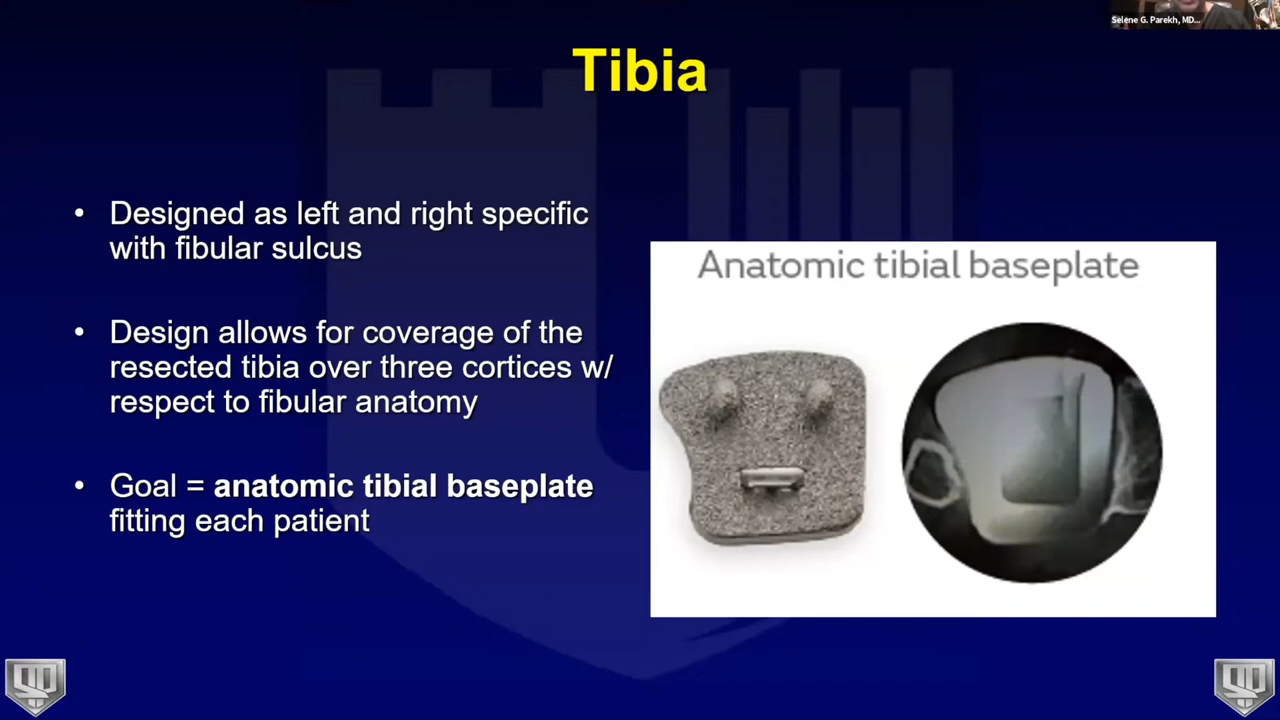 Selene G. Parekh, MD...
Tibia
• Designed as left and right specific
with fibular sulcus
• Design allows for coverage of the
resected tibia over three cortices w/
respect to fibular anatomy
• Goal = anatomic tibial baseplate
fitting each patient
Anatomic tibial baseplate